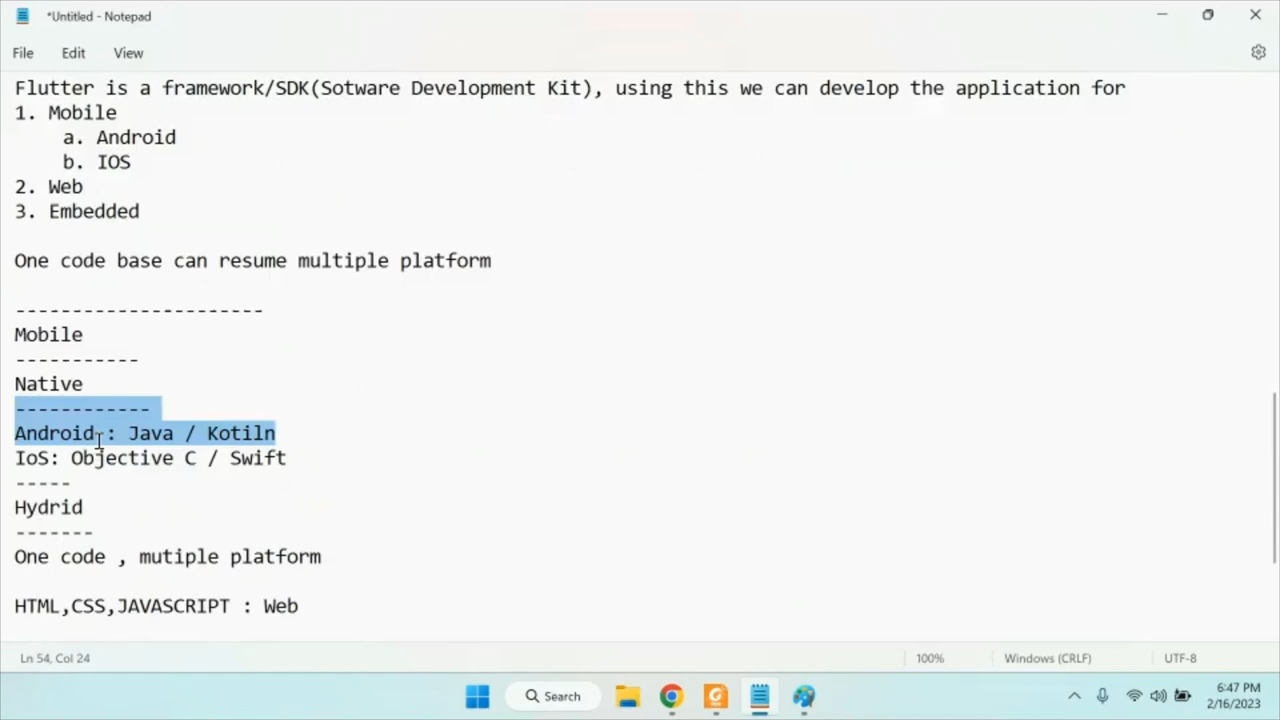 *Untitled - Notepad
File Edit View
Flutter is a framework/SDK(Sotware Development Kit), using this we can develop the application for
1. Mobile
a. Android
b. IOS
2. Web
3. Embedded
One code base can resume multiple platform
----------------------
Mobile
-----------
Native
------------
Android : Java / Kotiln
IoS: Objective C / Swift
-----
Hydrid
-------
One code , mutiple platform
HTML,CSS,JAVASCRIPT : Web
Ln 54, Col 24 100% Windows (CRLF) UTF-8
Search
6:47 PM
2/16/2023